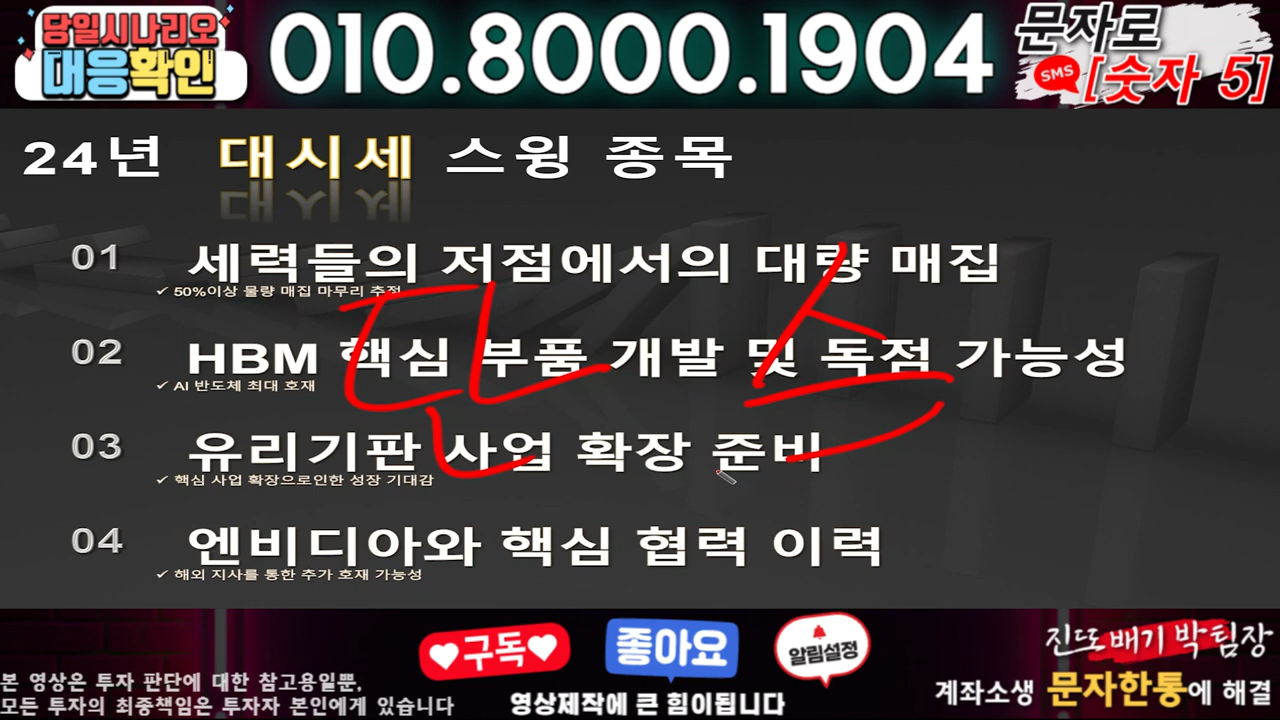 당일시나리오
대응확인
010.8000.1904
문자로
SMS [숫자 5]
24년 대시세 스윙 종목
01 세력들의 저점에서의 대량 매집
✓ 50%이상 물량 매집 마무리 추정
02 HBM 핵심 부품 개발 및 독점 가능성
✓ AI 반도체 최대 호재
03 유리기판 사업 확장 준비
✓ 핵심 사업 확장으로인한 성장 기대감
04 엔비디아와 핵심 협력 이력
✓ 해외 지사를 통한 추가 호재 가능성
단 스
구독
좋아요
알림설정
영상제작에 큰 힘이됩니다
본 영상은 투자 판단에 대한 참고용일뿐,
모든 투자의 최종책임은 투자자 본인에게 있습니다
진또배기 박팀장
계좌소생 문자한통에 해결